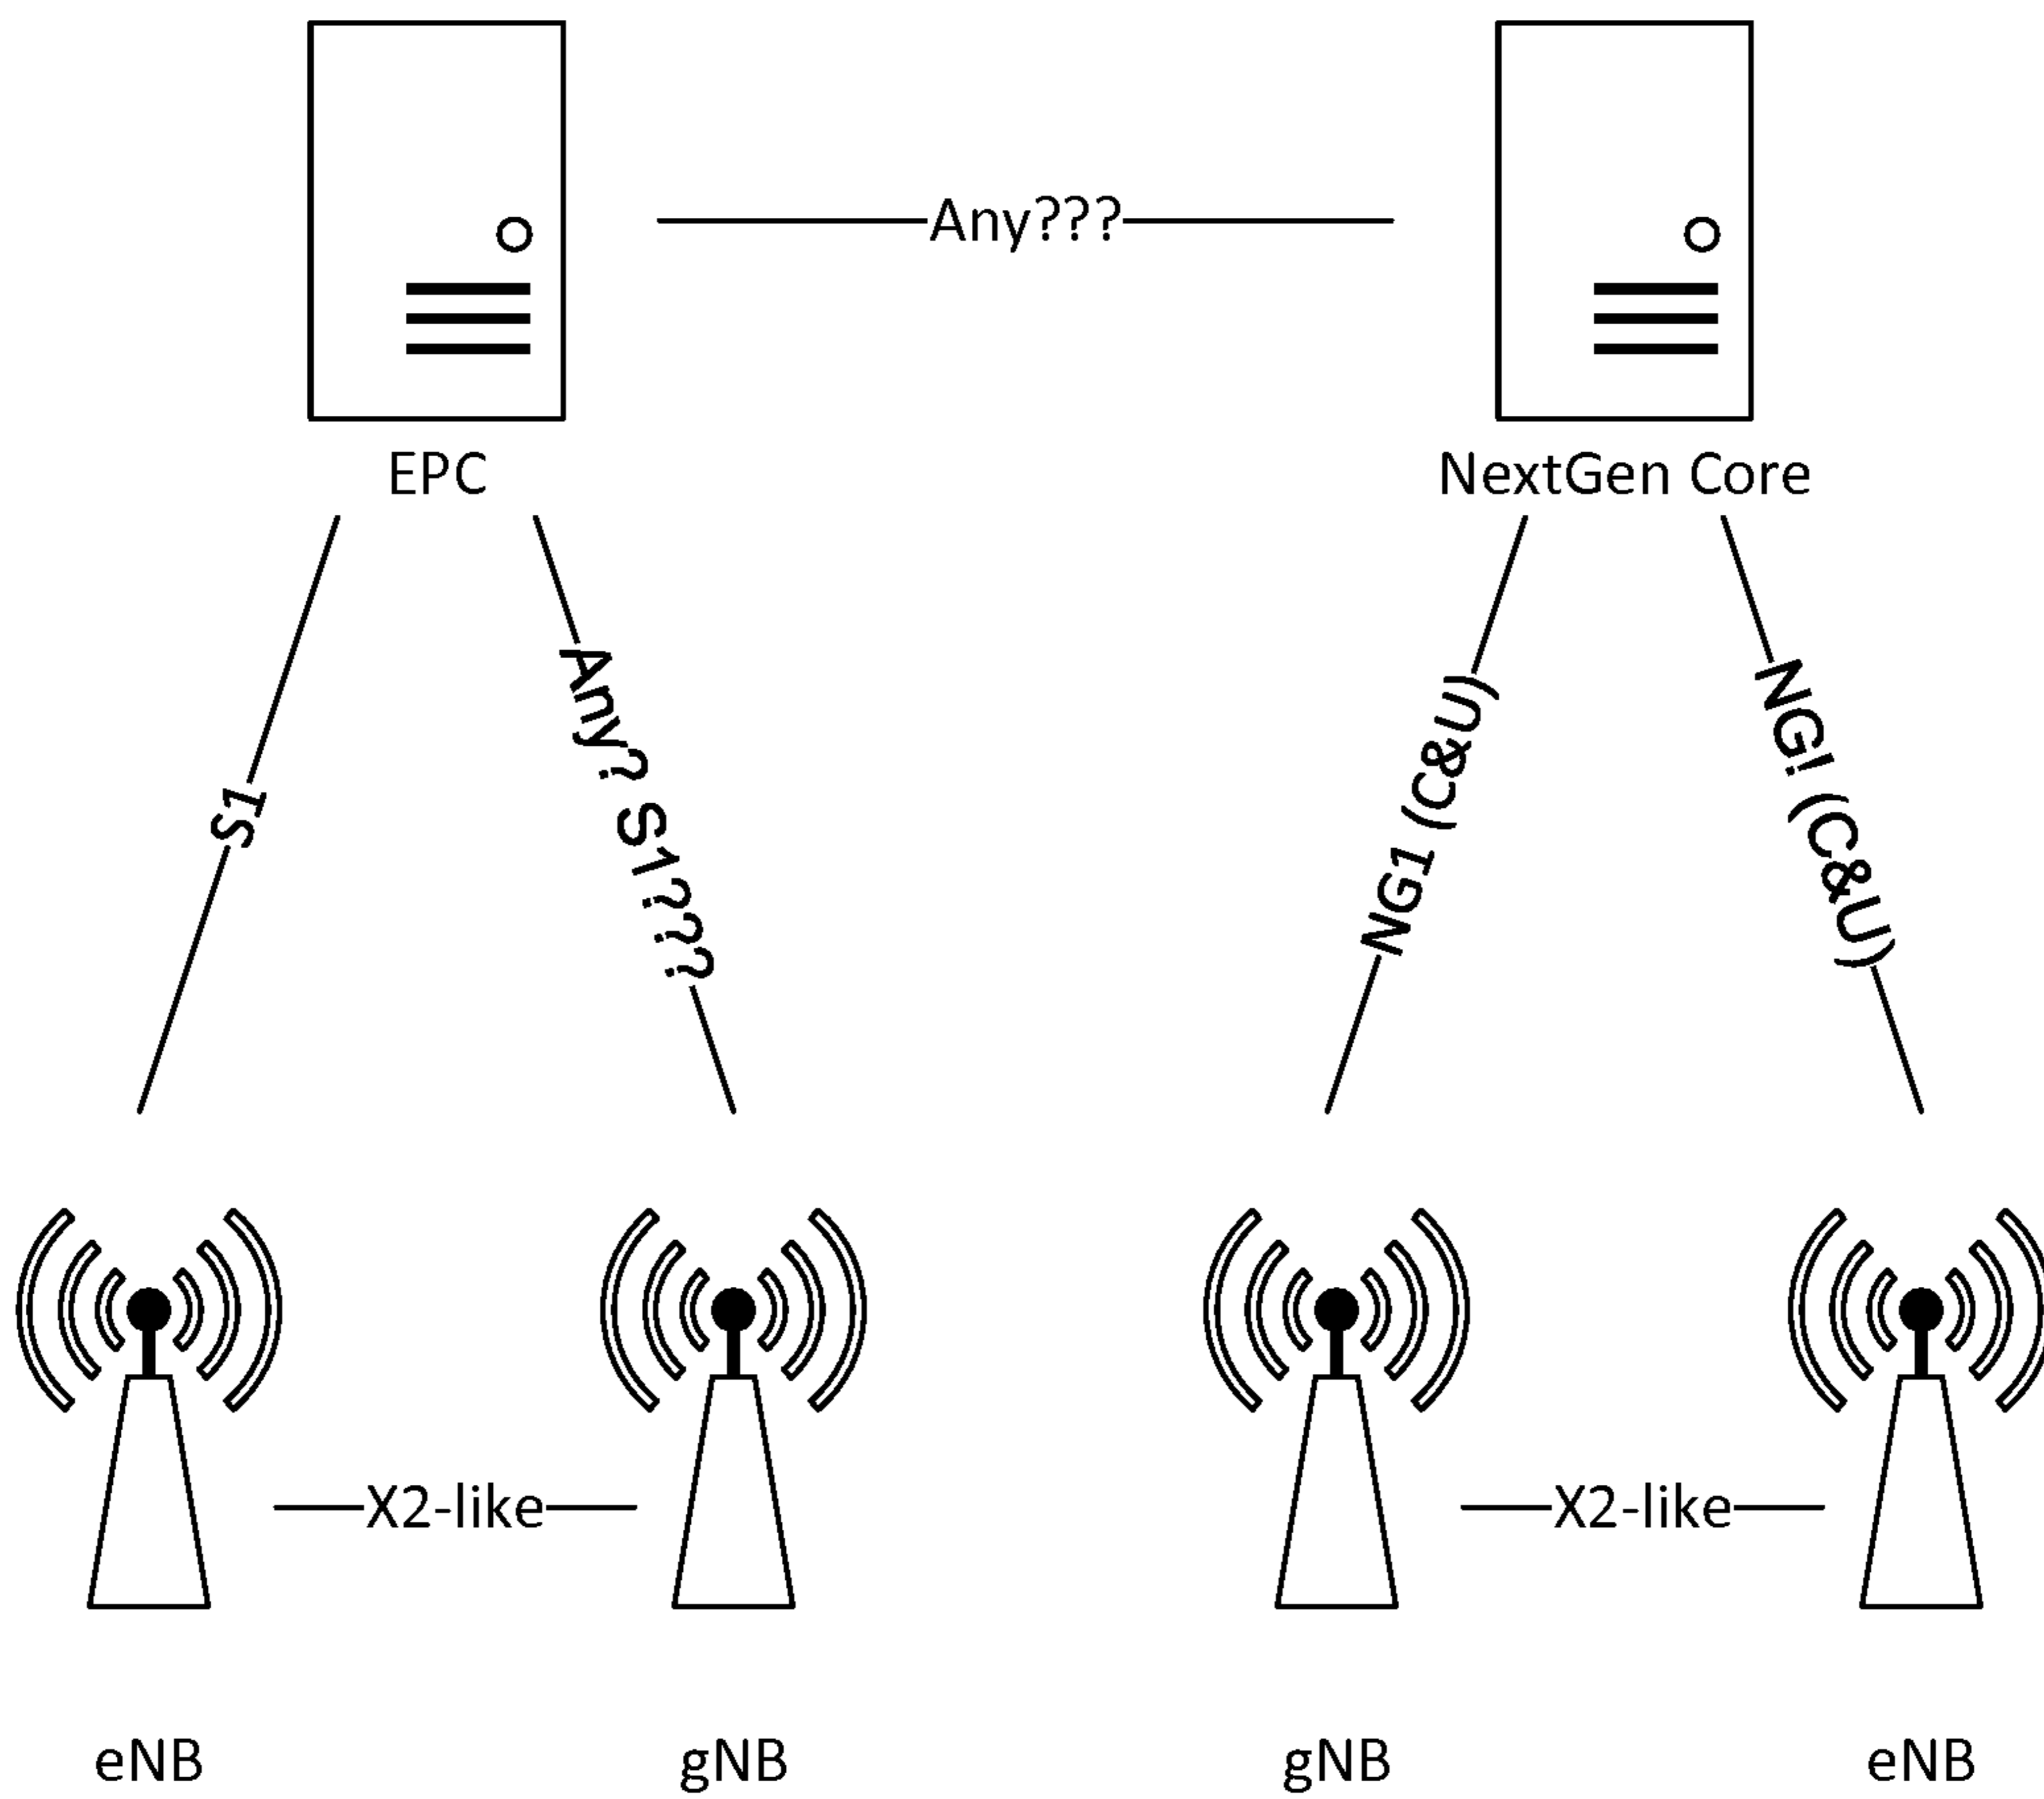 Any???
EPC
NextGen Core
S1
Any? S1???
NG1 (C&U)
NG! (C&U)
X2-like
X2-like
eNB
gNB
gNB
eNB